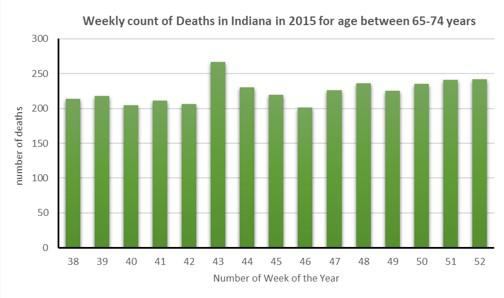 Weekly count of Deaths in Indiana in 2015 for age between 65-74 years
300
250
200
150
100
50
0
number of deaths
38 39 40 41 42 43 44 45 46 47 48 49 50 51 52
Number of Week of the Year